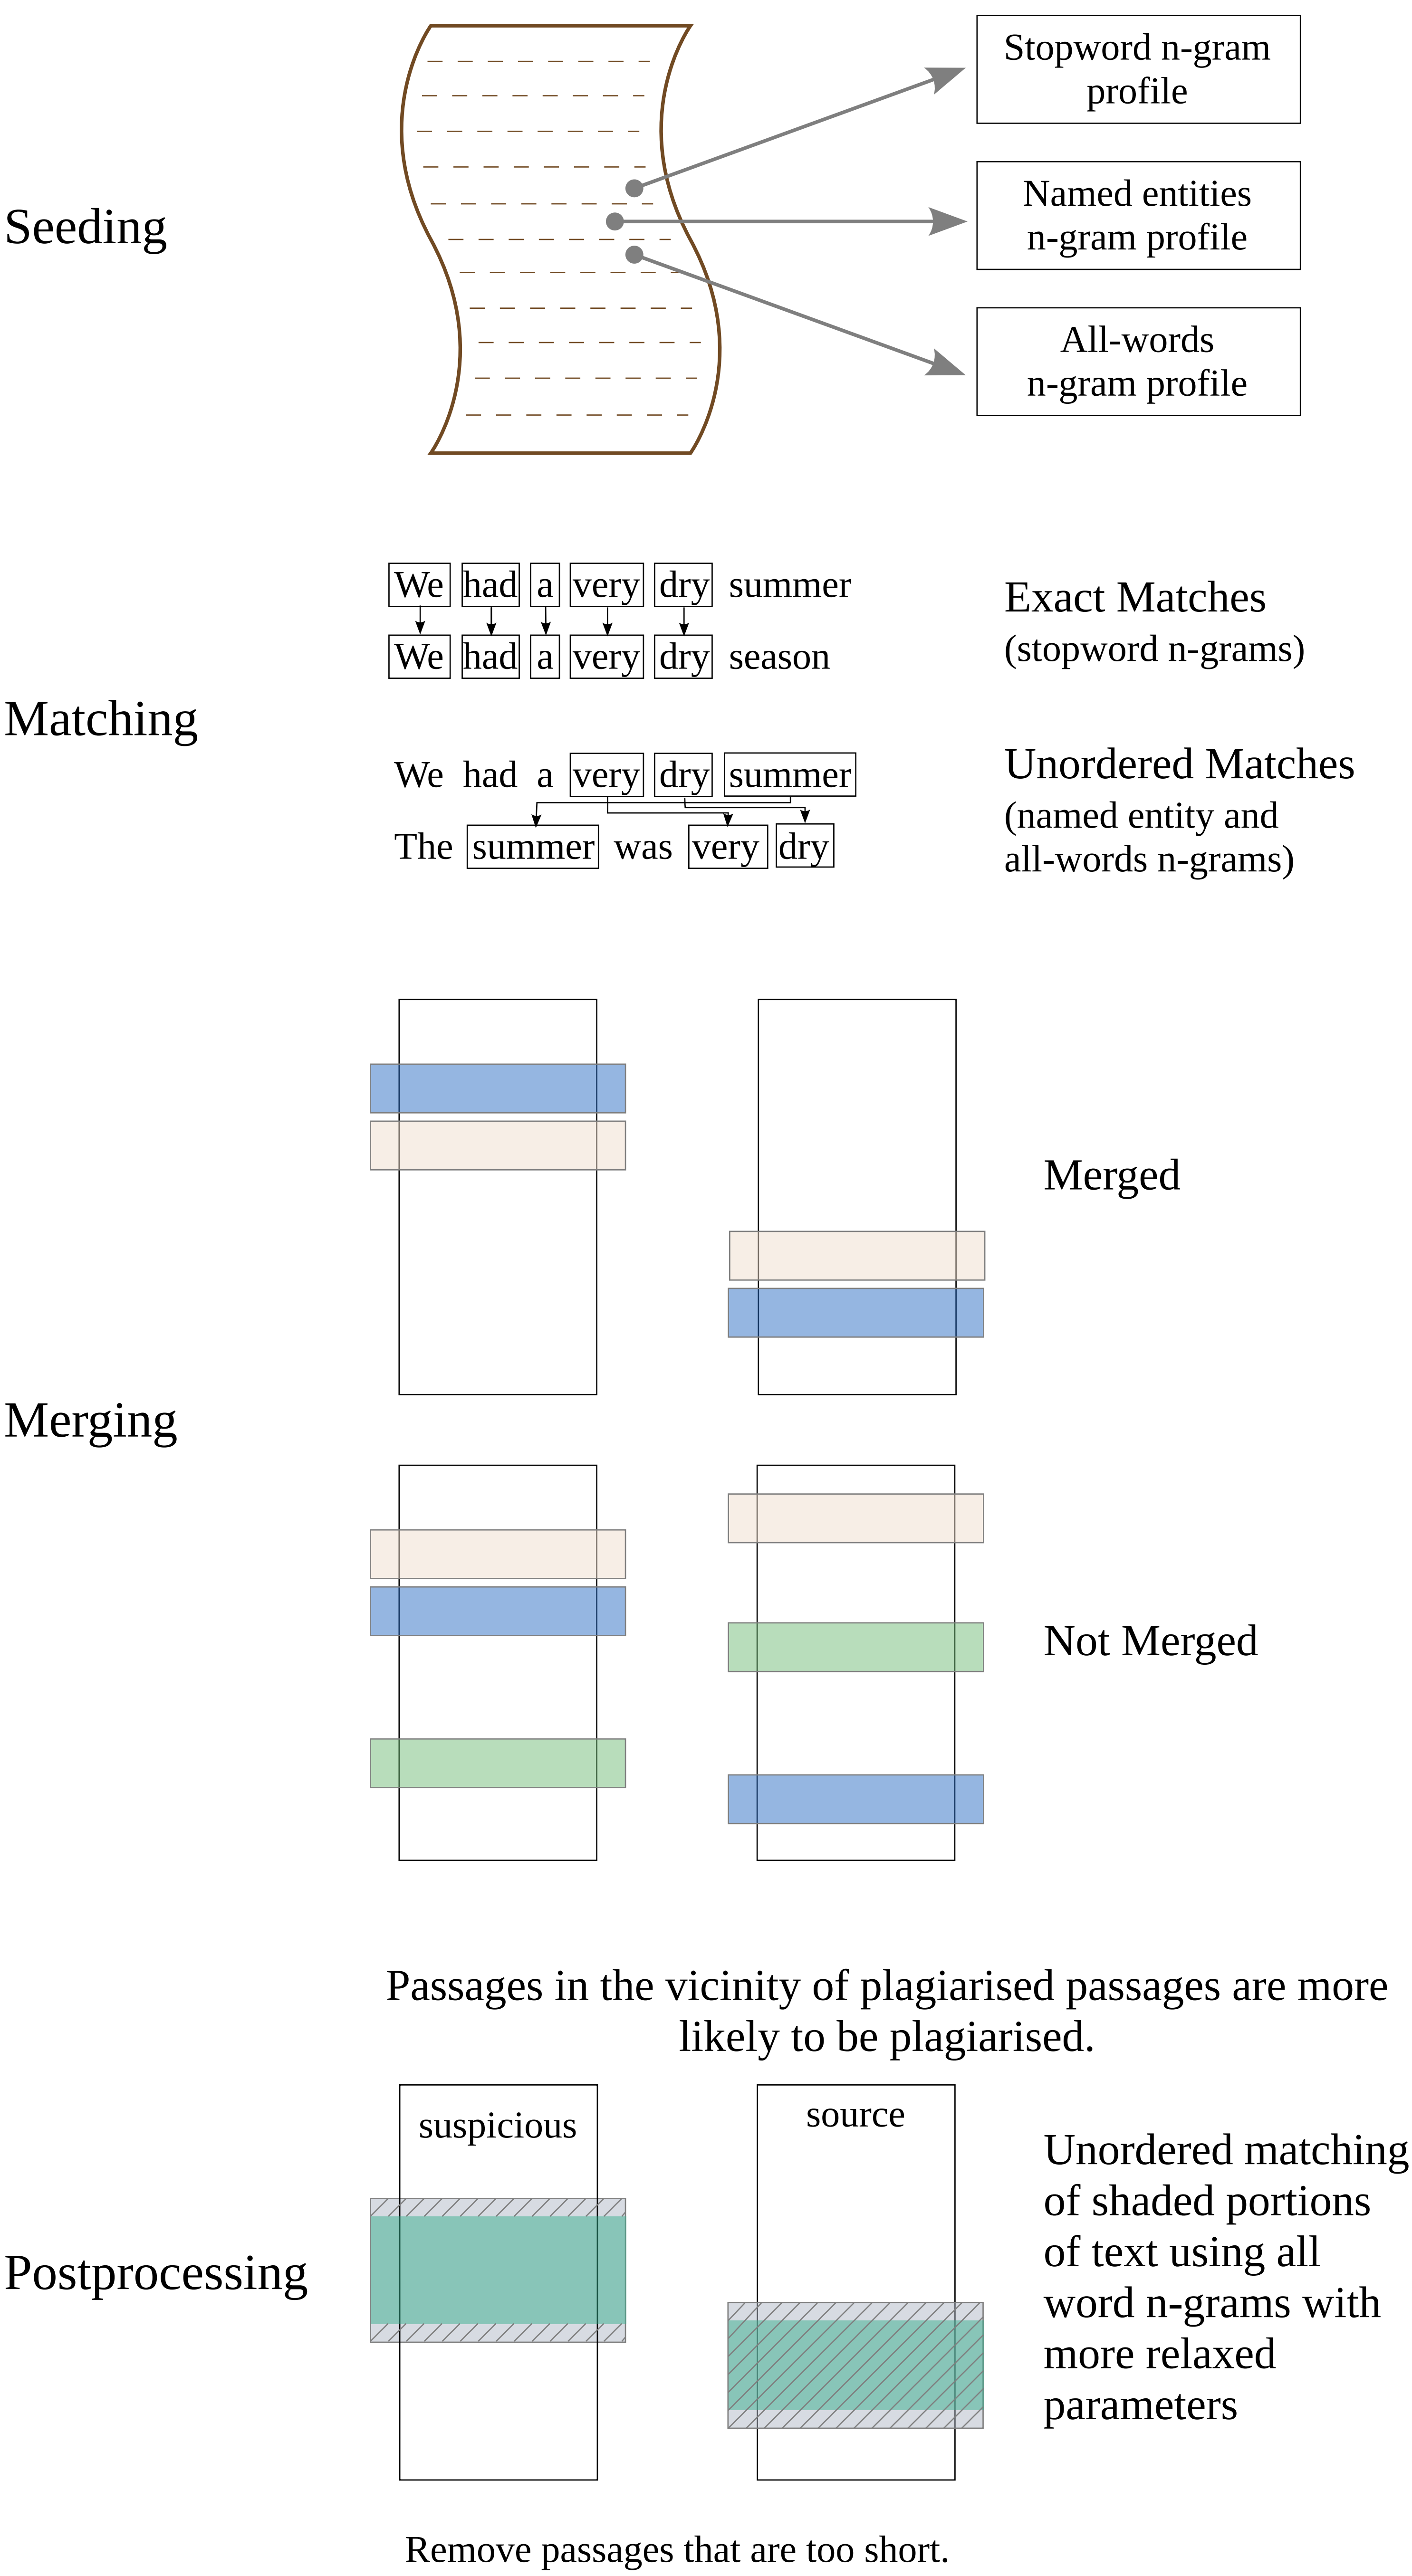 Stopword n-gram
profile
Seeding
Named entities
n-gram profile
All-words
n-gram profile
Matching
We had a very dry summer
We had a very dry season
Exact Matches
(stopword n-grams)
We had a very dry summer
The summer was very dry
Unordered Matches
(named entity and
all-words n-grams)
Merging
Merged
Not Merged
Passages in the vicinity of plagiarised passages are more
likely to be plagiarised.
Postprocessing
suspicious
source
Unordered matching
of shaded portions
of text using all
word n-grams with
more relaxed
parameters
Remove passages that are too short.